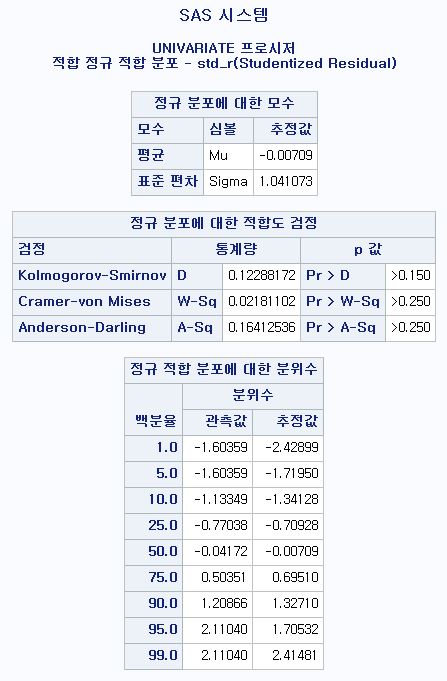 SAS 시스템
UNIVARIATE 프로시저
적합 정규 적합 분포 - std_r(Studentized Residual)
정규 분포에 대한 모수
모수 심볼 추정값
평균 Mu -0.00709
표준 편차 Sigma 1.041073
정규 분포에 대한 적합도 검정
검정 통계량 p 값
Kolmogorov-Smirnov D 0.12288172 Pr > D >0.150
Cramer-von Mises W-Sq 0.02181102 Pr > W-Sq >0.250
Anderson-Darling A-Sq 0.16412536 Pr > A-Sq >0.250
정규 적합 분포에 대한 분위수
분위수
백분율 관측값 추정값
1.0 -1.60359 -2.42899
5.0 -1.60359 -1.71950
10.0 -1.13349 -1.34128
25.0 -0.77038 -0.70928
50.0 -0.04172 -0.00709
75.0 0.50351 0.69510
90.0 1.20866 1.32710
95.0 2.11040 1.70532
99.0 2.11040 2.41481